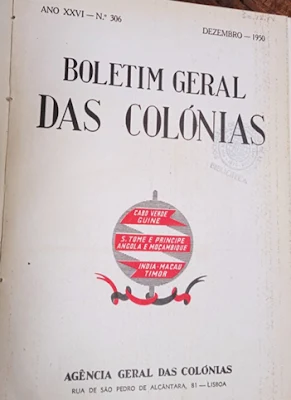 ANO XXVI — N.º 306
DEZEMBRO — 1950
BOLETIM GERAL
DAS COLÓNIAS
CABO VERDE
GUINÉ
S. TOMÉ E PRÍNCIPE
ANGOLA E MOÇAMBIQUE
INDIA · MACAU
TIMOR
AGÊNCIA GERAL DAS COLÓNIAS
RUA DE SÃO PEDRO DE ALCÂNTARA, 81 — LISBOA